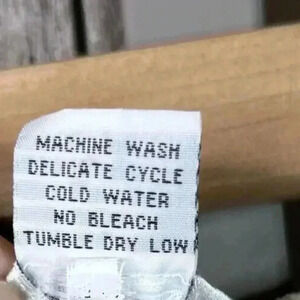 MACHINE WASH
DELICATE CYCLE
COLD WATER
NO BLEACH
TUMBLE DRY LOW